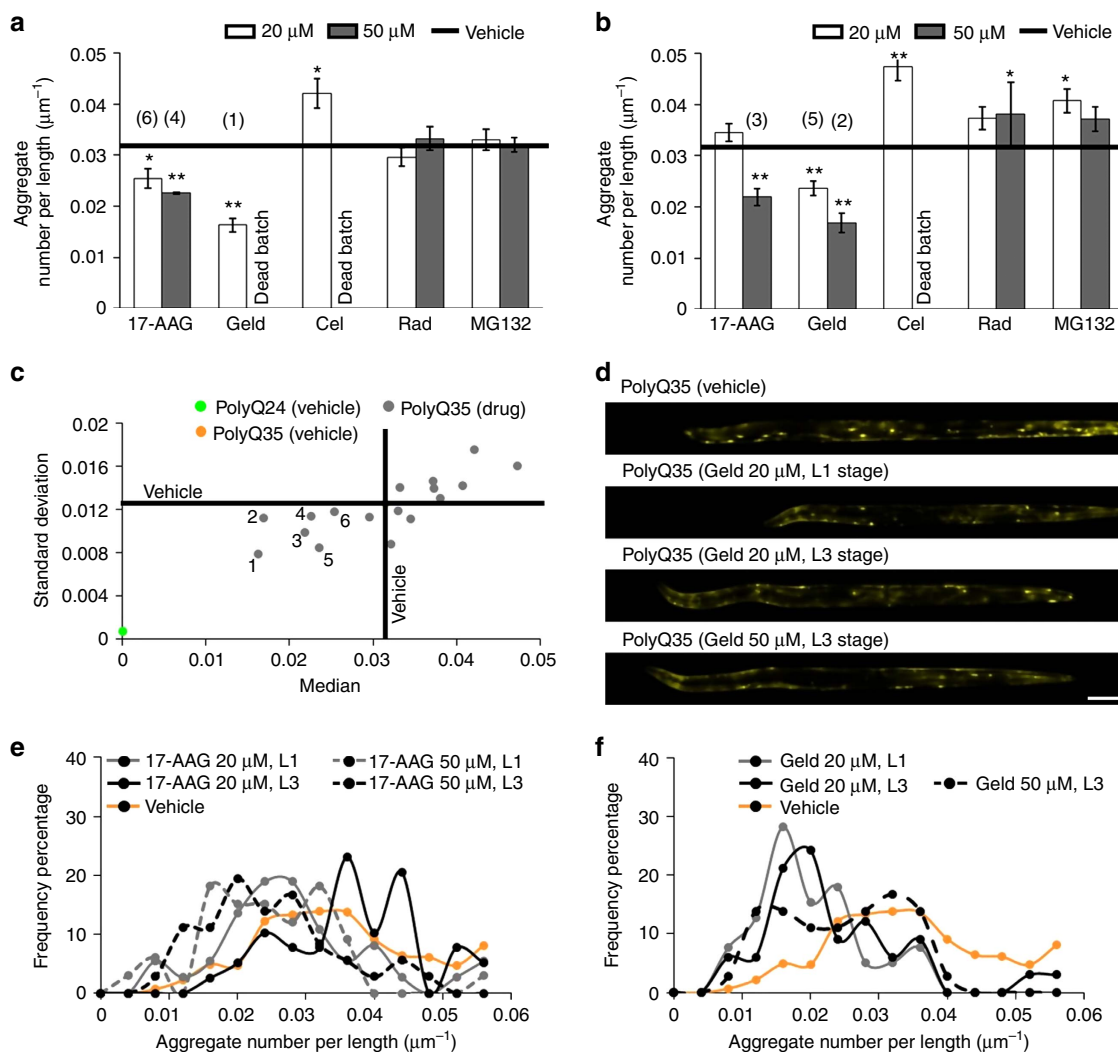 a
20 μM 50 μM Vehicle
Aggregate
number per length (μm⁻¹)
0.05
0.04
0.03
0.02
0.01
0
(6) (4) (1)
*
* **
**
Dead batch
Dead batch
17-AAG Geld Cel Rad MG132
b
20 μM 50 μM Vehicle
Aggregate
number per length (μm⁻¹)
0.05
0.04
0.03
0.02
0.01
0
(3) (5) (2)
**
* *
** ** **
Dead batch
17-AAG Geld Cel Rad MG132
c
PolyQ24 (vehicle) PolyQ35 (drug)
PolyQ35 (vehicle)
Standard deviation
0.02
0.016
0.012
0.008
0.004
0
Vehicle
Vehicle
2 4 6
3
1 5
0 0.01 0.02 0.03 0.04 0.05
Median
d
PolyQ35 (vehicle)
PolyQ35 (Geld 20 μM, L1 stage)
PolyQ35 (Geld 20 μM, L3 stage)
PolyQ35 (Geld 50 μM, L3 stage)
e
17-AAG 20 μM, L1 17-AAG 50 μM, L1
17-AAG 20 μM, L3 17-AAG 50 μM, L3
Vehicle
Frequency percentage
40
30
20
10
0
0 0.01 0.02 0.03 0.04 0.05 0.06
Aggregate number per length (μm⁻¹)
f
Geld 20 μM, L1
Geld 20 μM, L3 Geld 50 μM, L3
Vehicle
Frequency percentage
40
30
20
10
0
0 0.01 0.02 0.03 0.04 0.05 0.06
Aggregate number per length (μm⁻¹)